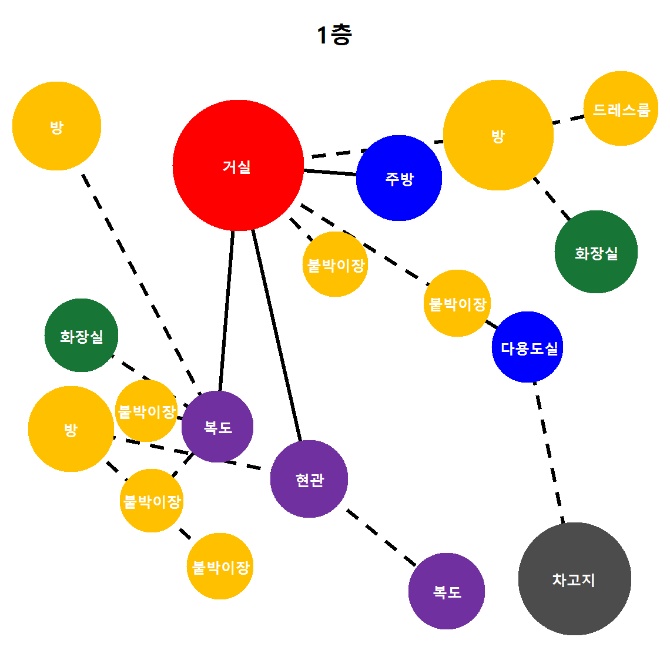 1층
방
거실
주방
방
드레스룸
화장실
붙박이장
붙박이장
다용도실
화장실
붙박이장
방
복도
현관
붙박이장
붙박이장
복도
차고지